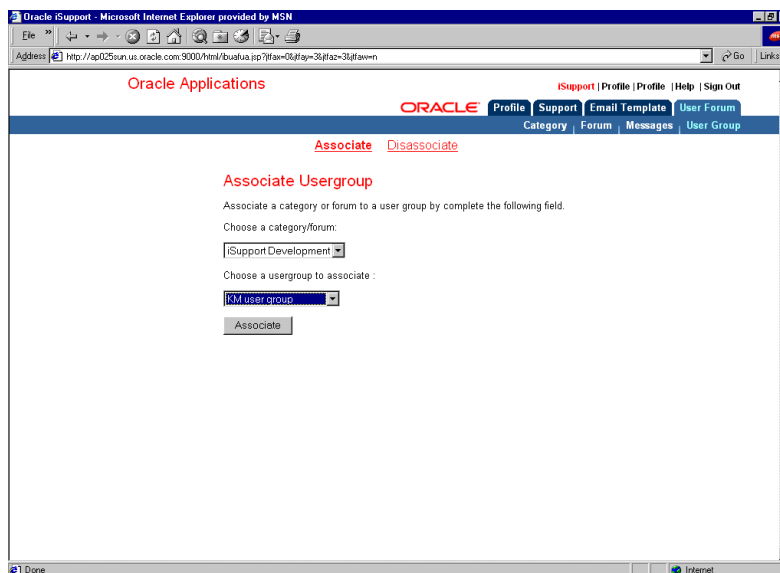 Oracle iSupport - Microsoft Internet Explorer provided by MSN
File »
Address http://ap025sun.us.oracle.com:9000/html/ibuafua.jsp?jtfax=0&jtfay=3&jtfaz=3&jtfaw=n Go Links
Oracle Applications
iSupport | Profile | Profile | Help | Sign Out
ORACLE Profile Support Email Template User Forum
Category Forum Messages User Group
Associate Disassociate
Associate Usergroup
Associate a category or forum to a user group by complete the following field.
Choose a category/forum:
iSupport Development
Choose a usergroup to associate :
KM user group
Associate
Done Internet